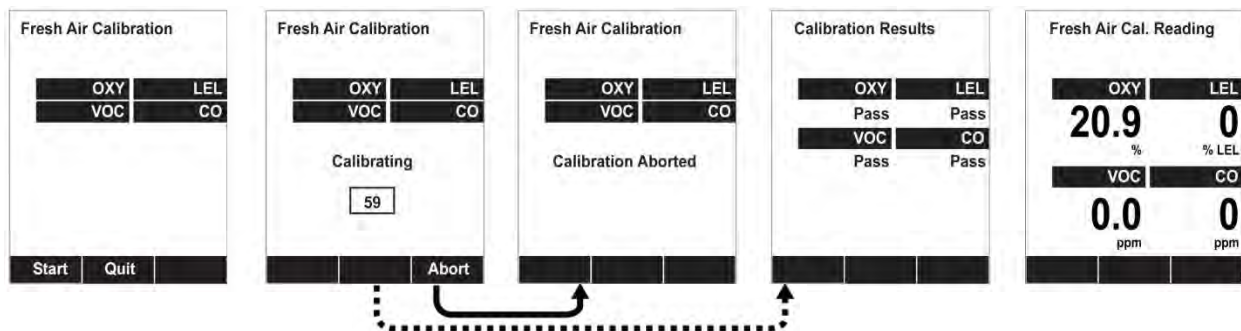 Fresh Air Calibration
OXY LEL
VOC CO
Start Quit
Fresh Air Calibration
OXY LEL
VOC CO
Calibrating
59
Abort
Fresh Air Calibration
OXY LEL
VOC CO
Calibration Aborted
Calibration Results
OXY LEL
Pass Pass
VOC CO
Pass Pass
Fresh Air Cal. Reading
OXY LEL
20.9 0
% % LEL
VOC CO
0.0 0
ppm ppm